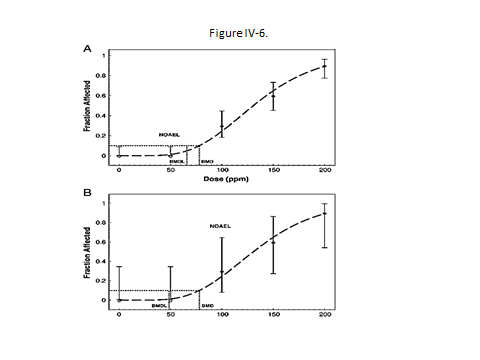 Figure IV-6.
A
Fraction Affected
1
0.8
0.6
0.4
0.2
0
NOAEL
BMDL
BMD
0 50 100 150 200
Dose (ppm)
B
Fraction Affected
1
0.8
0.6
0.4
0.2
0
NOAEL
BMDL
BMD
0 50 100 150 200